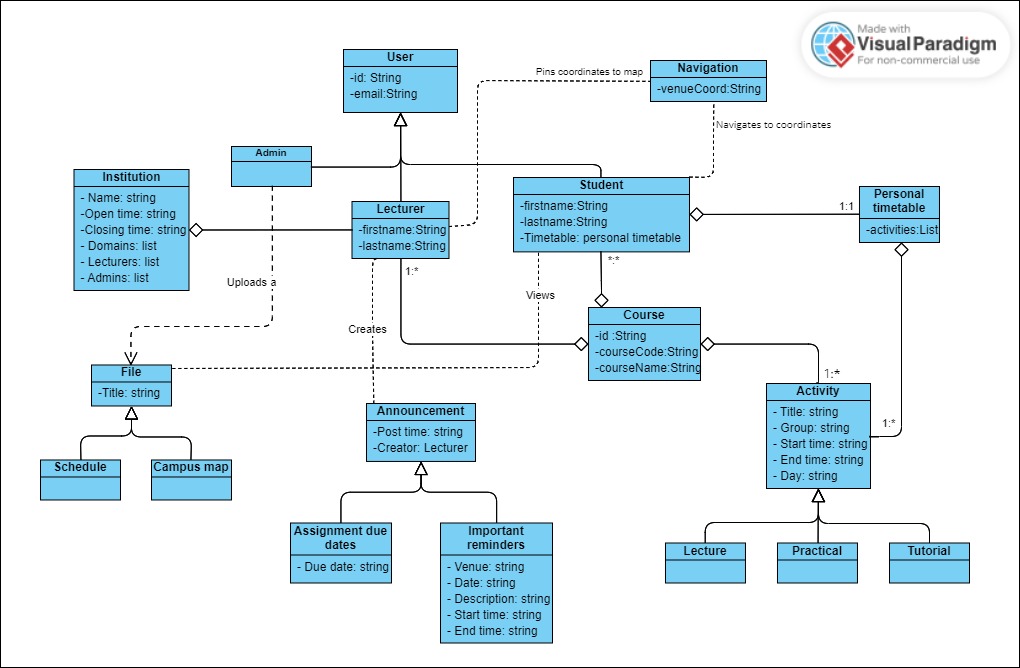 Made with
VisualParadigm
For non-commercial use
User
-id: String
-email:String
Navigation
-venueCoord:String
Pins coordinates to map
Navigates to coordinates
Admin
Institution
- Name: string
-Open time: string
-Closing time: string
- Domains: list
- Lecturers: list
- Admins: list
Lecturer
-firstname:String
-lastname:String
1:*
Student
-firstname:String
-lastname:String
-Timetable: personal timetable
*:*
1:1
Personal
timetable
-activities:List
Uploads a
Views
Creates
Course
-id :String
-courseCode:String
-courseName:String
File
-Title: string
1:*
Activity
- Title: string
- Group: string
- Start time: string
- End time: string
- Day: string
1:*
Announcement
-Post time: string
-Creator: Lecturer
Schedule
Campus map
Assignment due
dates
- Due date: string
Important
reminders
- Venue: string
- Date: string
- Description: string
- Start time: string
- End time: string
Lecture
Practical
Tutorial